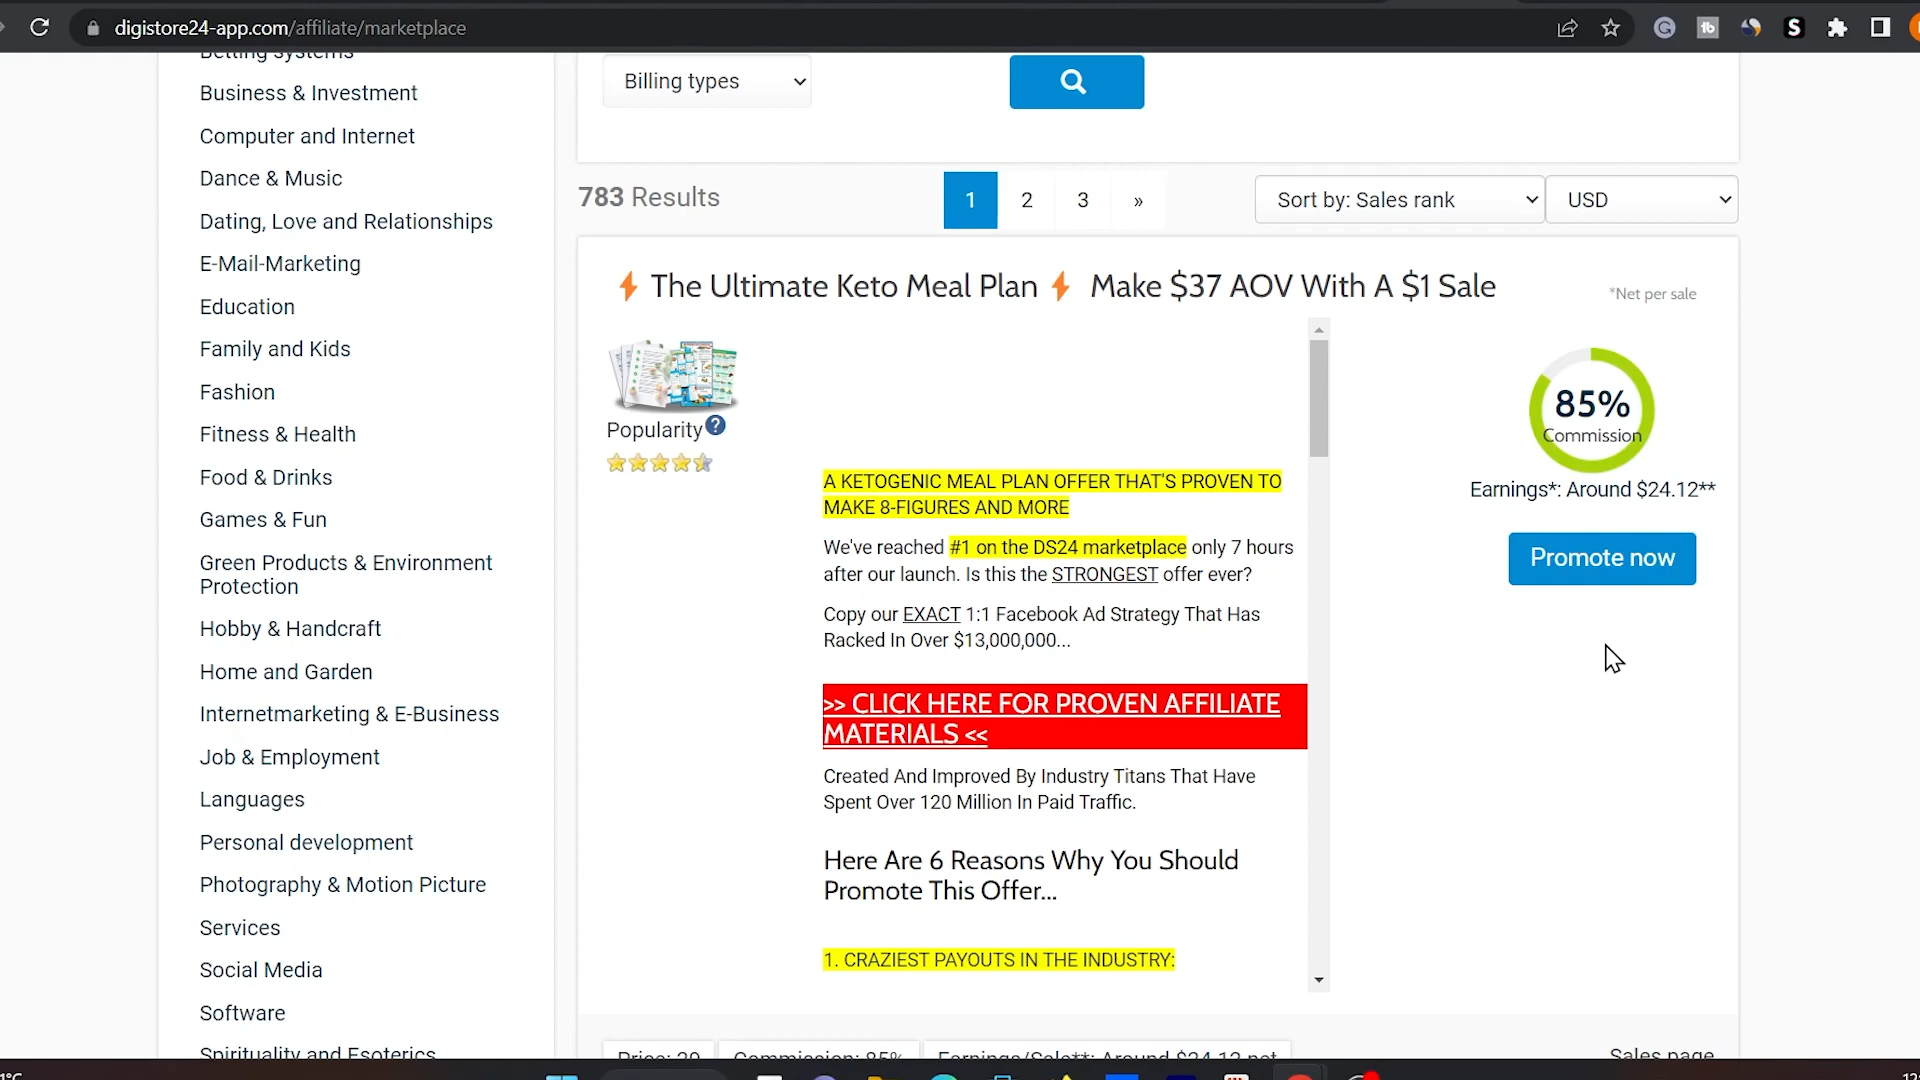 digistore24-app.com/affiliate/marketplace
Betting systems
Business & Investment
Computer and Internet
Dance & Music
Dating, Love and Relationships
E-Mail-Marketing
Education
Family and Kids
Fashion
Fitness & Health
Food & Drinks
Games & Fun
Green Products & Environment
Protection
Hobby & Handcraft
Home and Garden
Internetmarketing & E-Business
Job & Employment
Languages
Personal development
Photography & Motion Picture
Services
Social Media
Software
Spirituality and Esoterics
Billing types
783 Results
1 2 3 »
Sort by: Sales rank
USD
The Ultimate Keto Meal Plan Make $37 AOV With A $1 Sale
*Net per sale
Popularity ?
A KETOGENIC MEAL PLAN OFFER THAT'S PROVEN TO
MAKE 8-FIGURES AND MORE
We've reached #1 on the DS24 marketplace only 7 hours
after our launch. Is this the STRONGEST offer ever?
Copy our EXACT 1:1 Facebook Ad Strategy That Has
Racked In Over $13,000,000...
>> CLICK HERE FOR PROVEN AFFILIATE
MATERIALS <<
Created And Improved By Industry Titans That Have
Spent Over 120 Million In Paid Traffic.
Here Are 6 Reasons Why You Should
Promote This Offer...
1. CRAZIEST PAYOUTS IN THE INDUSTRY:
85%
Commission
Earnings*: Around $24.12**
Promote now
Price: 29
Commission: 85%
Earnings/Sale**: Around $24.12 net
Sales page